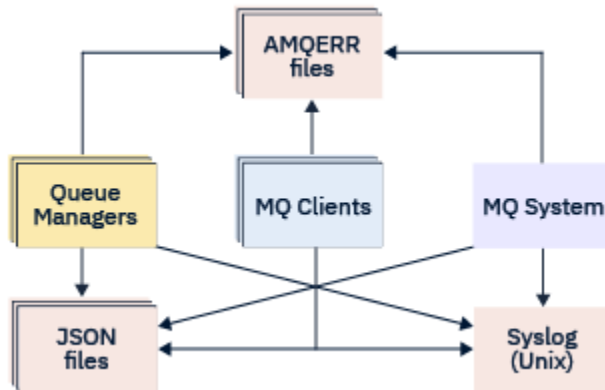 AMQERR
files
Queue
Managers
MQ Clients
MQ System
JSON
files
Syslog
(Unix)